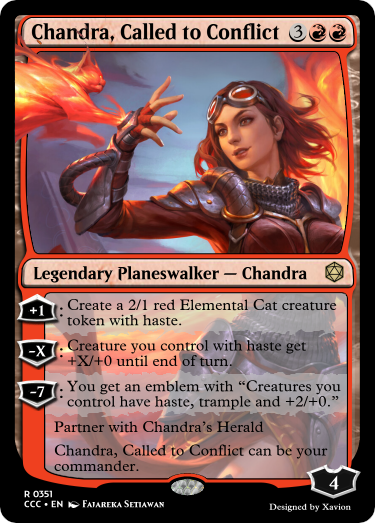 Chandra, Called to Conflict 3
Legendary Planeswalker — Chandra
+1: Create a 2/1 red Elemental Cat creature
token with haste.
-X: Creature you control with haste get
+X/+0 until end of turn.
-7: You get an emblem with “Creatures you
control have haste, trample and +2/+0.”
Partner with Chandra's Herald
Chandra, Called to Conflict can be your
commander.
4
R 0351
CCC • EN Fajareka Setiawan
Designed by Xavion